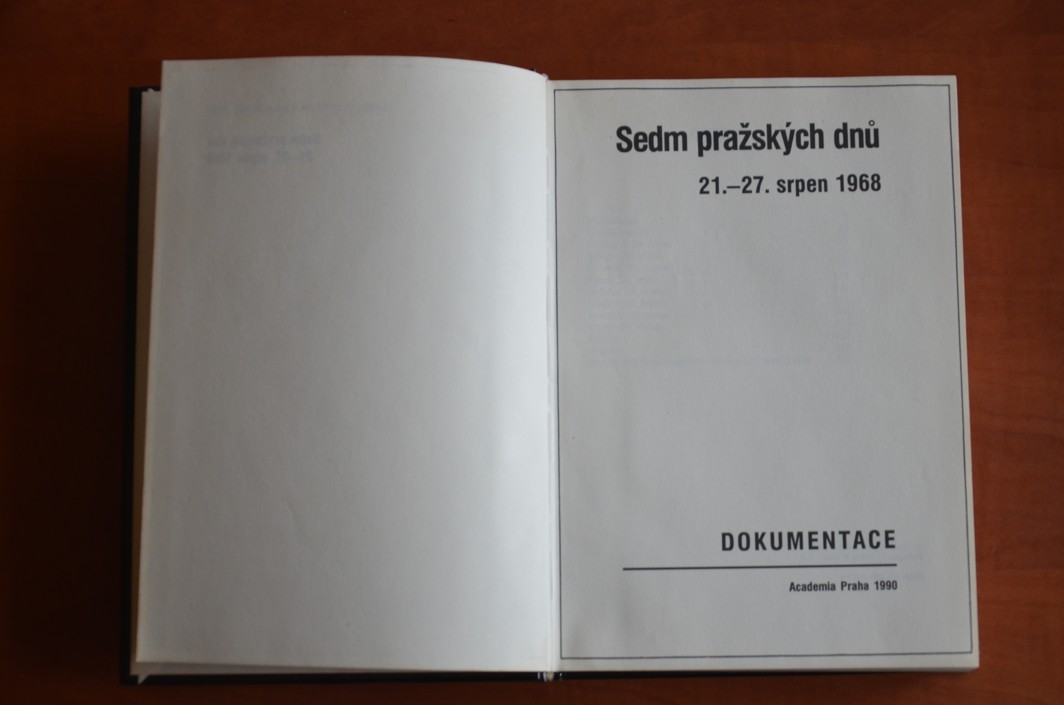 Sedm pražských dnů
21.–27. srpen 1968
DOKUMENTACE
Academia Praha 1990